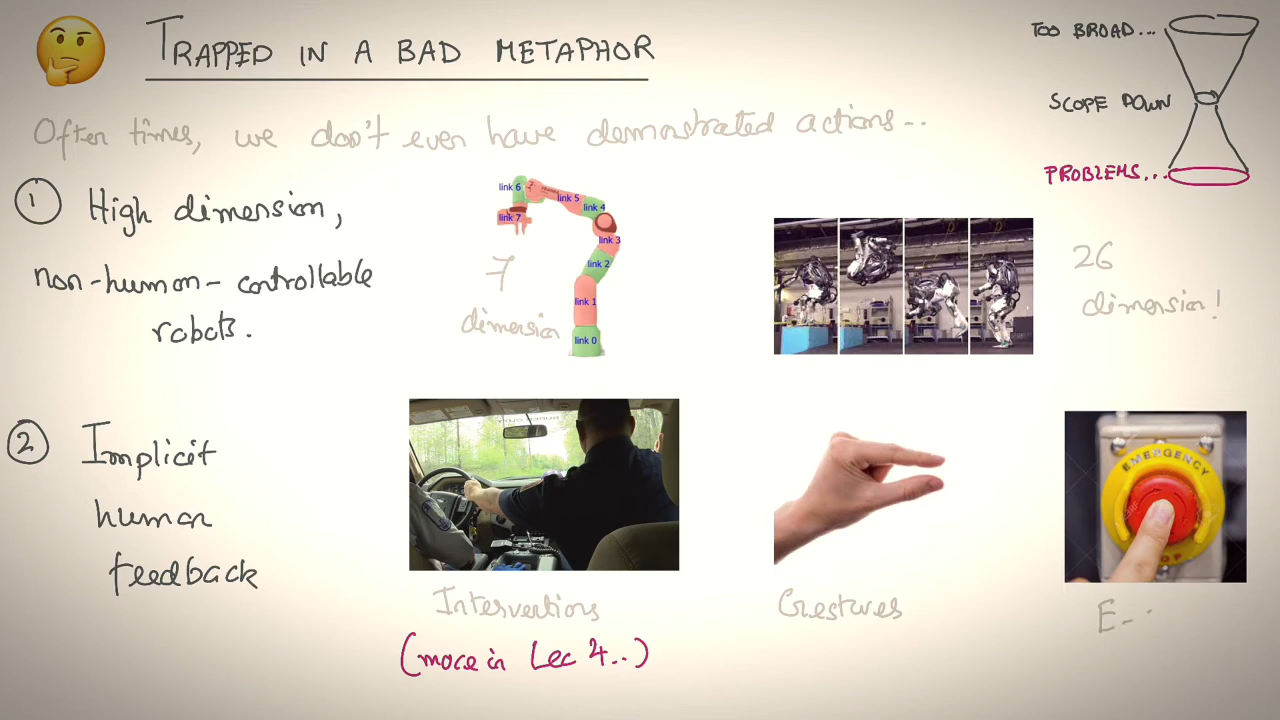 TRAPPED IN A BAD METAPHOR
TOO BROAD...
SCOPE DOWN
PROBLEMS...
Often times, we don't even have demonstrated actions...
1 High dimension,
non-human-controllable
robots.
link 6
link 5
link 4
link 7
link 3
link 2
link 1
link 0
7
dimension
26
dimension!
2 Implicit
human
feedback
EMERGENCY
Interventions
(more in Lec 4..)
Gestures
E-